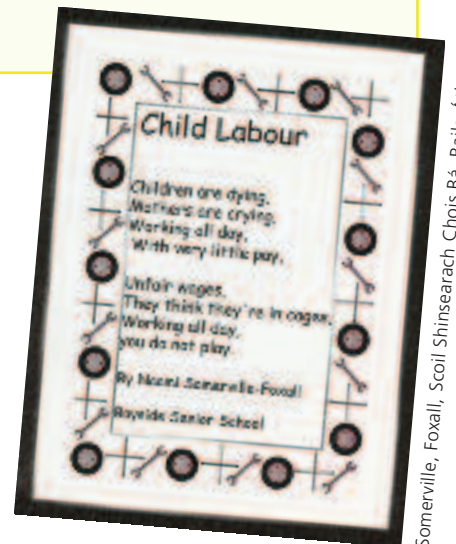 Child Labour
Children are dying,
Mothers are crying,
Working all day,
With very little pay.
Unfair wages,
They think they're in cages,
Working all day,
you do not play.
By Naomi Somerville-Foxall
Bayside Senior School
Somerville, Foxall, Scoil Shinsearach Chois Bá, Baile